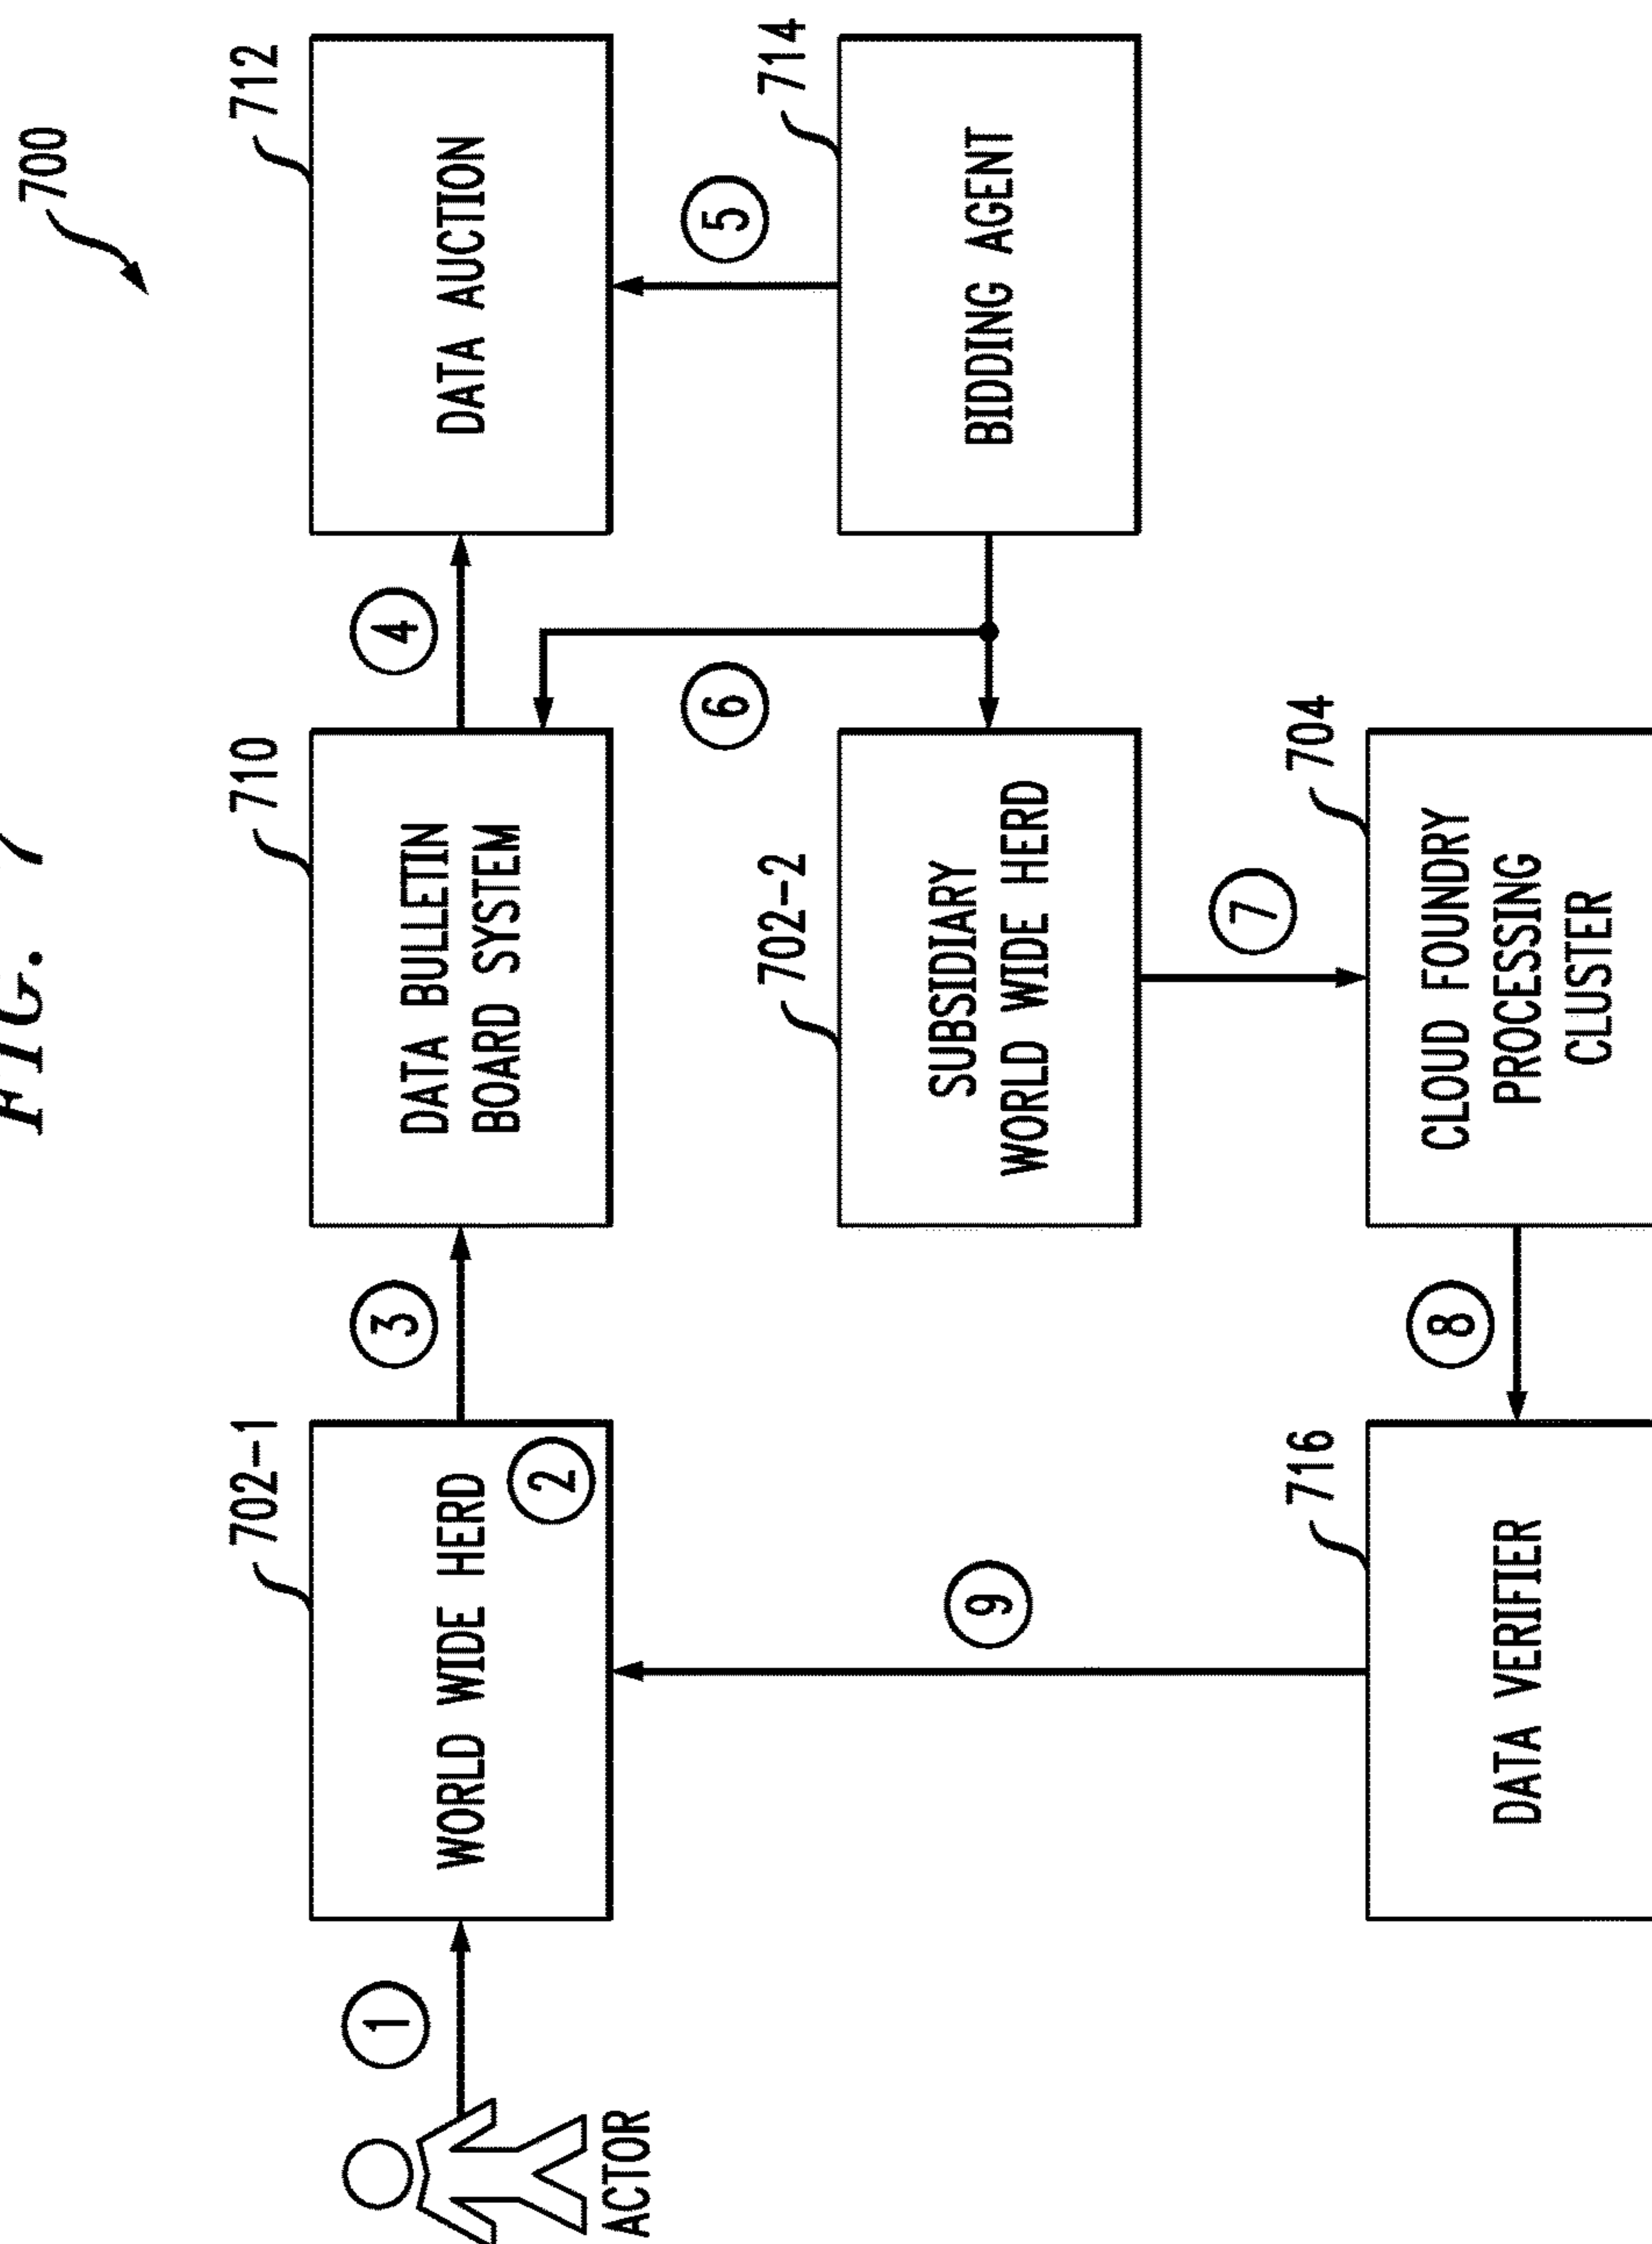 FIG. 7
700
702-1
WORLD WIDE HERD
2
710
DATA BULLETIN
BOARD SYSTEM
712
DATA AUCTION
1
3
4
ACTOR
6
5
702-2
SUBSIDIARY
WORLD WIDE HERD
714
BIDDING AGENT
9
7
716
DATA VERIFIER
8
704
CLOUD FOUNDRY
PROCESSING
CLUSTER